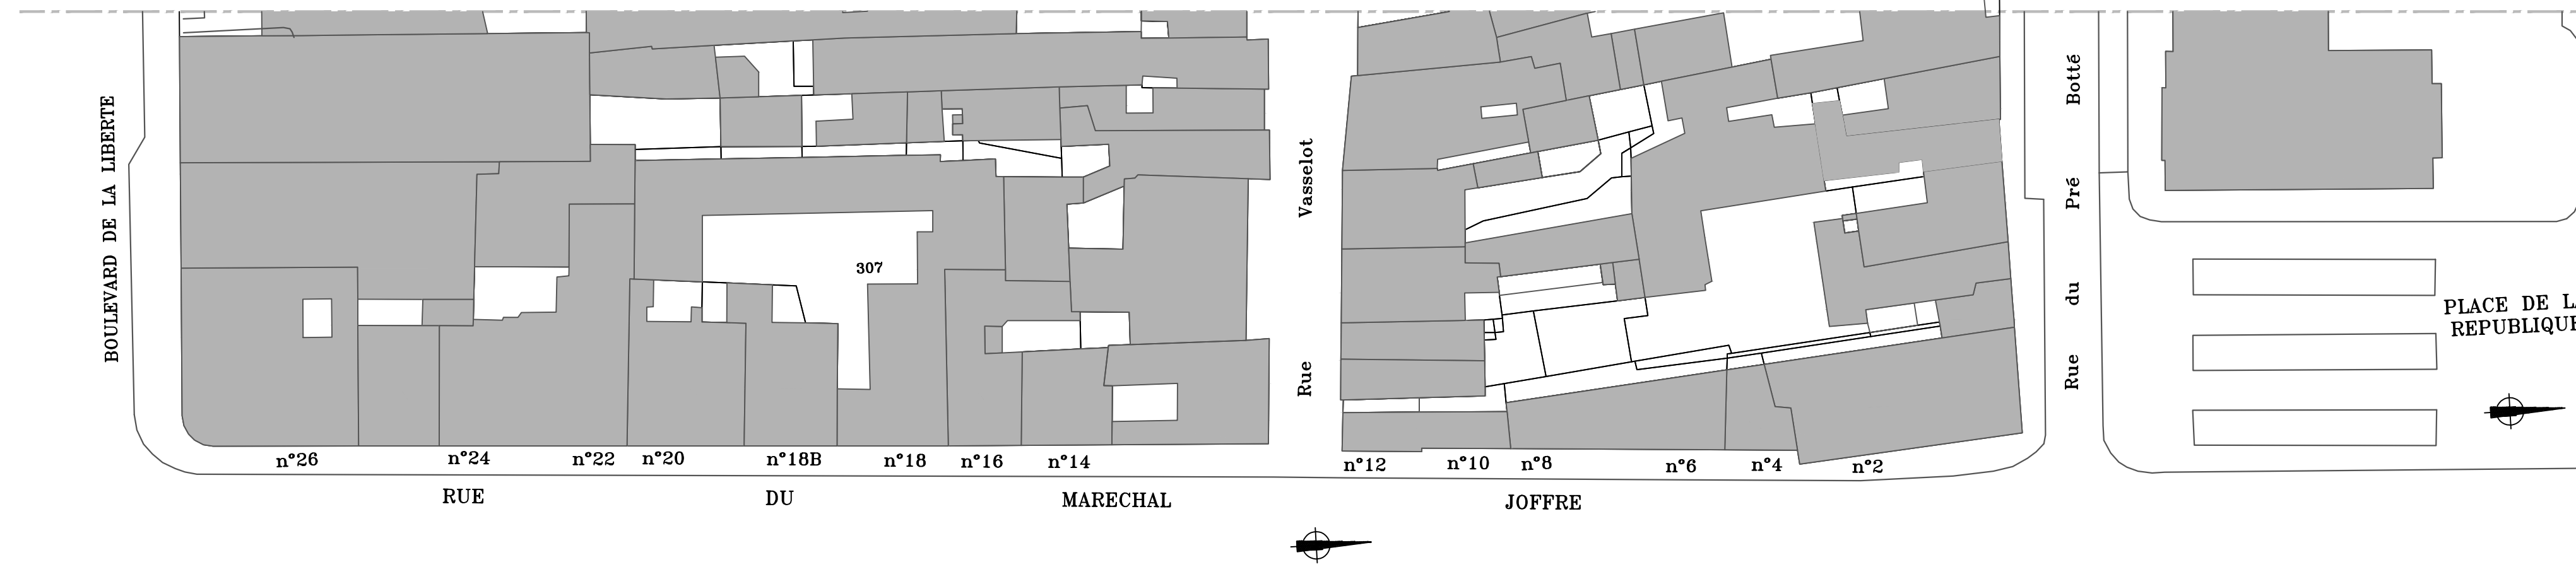 BOULEVARD DE LA LIBERTE
307
Rue Vasselot
Rue du Pré Botté
PLACE DE
REPUBLIQUE
n°26
n°24
n°22
n°20
n°18B
n°18
n°16
n°14
n°12
n°10
n°8
n°6
n°4
n°2
RUE DU MARECHAL JOFFRE